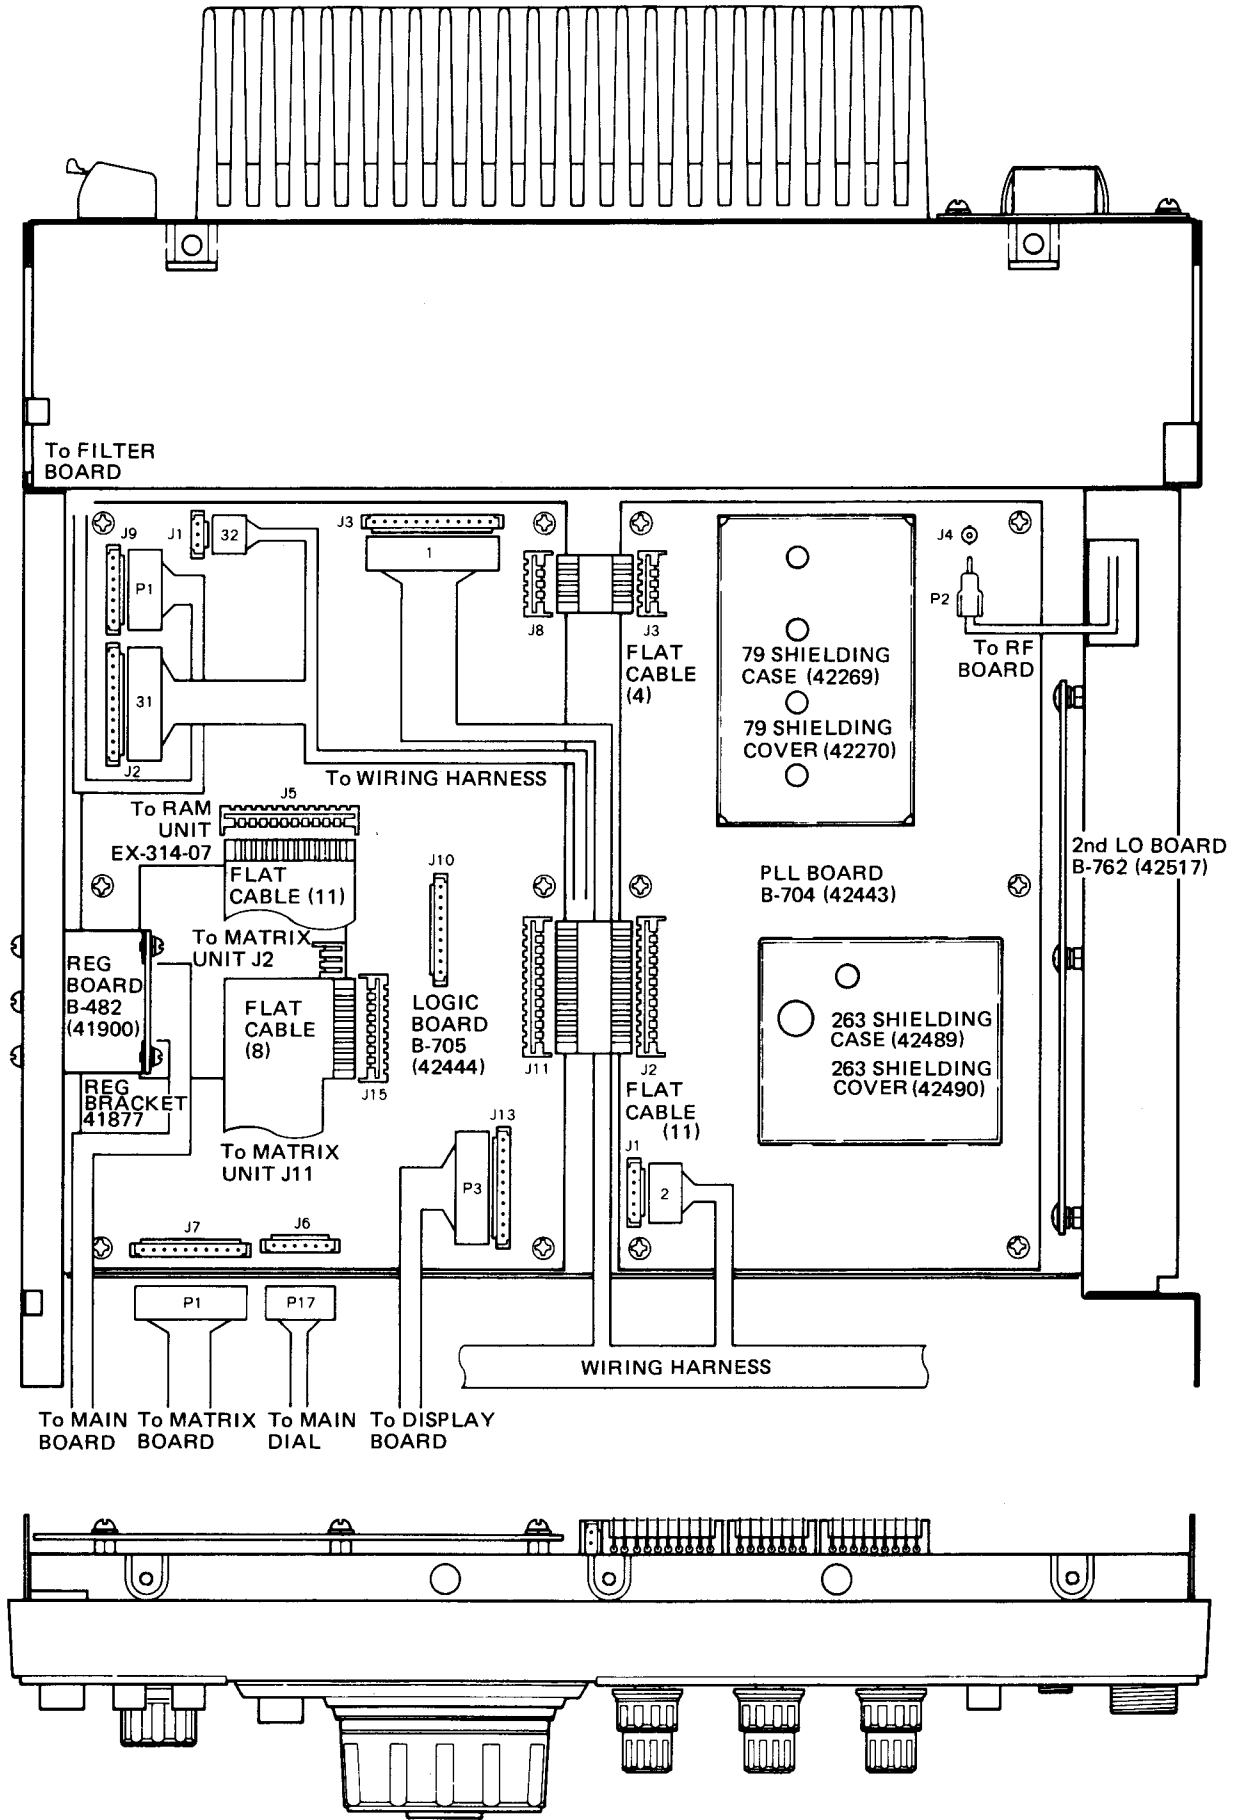 To FILTER
BOARD
J9
P1
J1
32
J3
1
J8
J3
FLAT
CABLE
(4)
J4
P2
To RF
BOARD
79 SHIELDING
CASE (42269)
79 SHIELDING
COVER (42270)
31
J2
To WIRING HARNESS
To RAM
UNIT
EX-314-07
J5
FLAT
CABLE (11)
J10
PLL BOARD
B-704 (42443)
2nd LO BOARD
B-762 (42517)
To MATRIX
UNIT J2
REG
BOARD
B-482
(41900)
FLAT
CABLE
(8)
LOGIC
BOARD
B-705
(42444)
263 SHIELDING
CASE (42489)
263 SHIELDING
COVER (42490)
J11
J2
FLAT
CABLE
(11)
REG
BRACKET
41877
J15
J13
To MATRIX
UNIT J11
P3
J1
2
J7
J6
P1
P17
WIRING HARNESS
To MAIN
BOARD
To MATRIX
BOARD
To MAIN
DIAL
To DISPLAY
BOARD